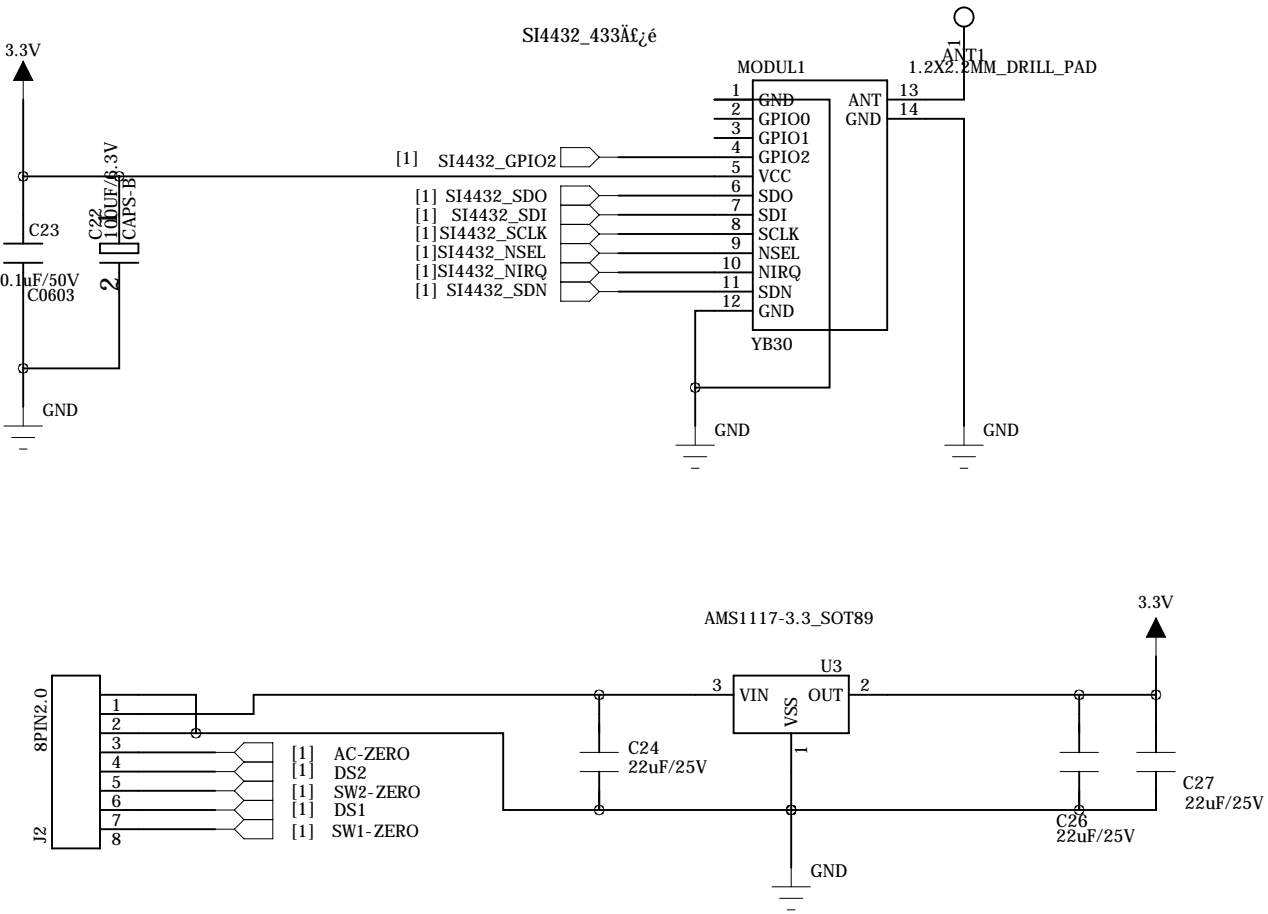 SI4432_433Ä£¿é
3.3V
1
ANT1
1.2X2.2MM_DRILL_PAD
MODUL1
1 GND
2 GPIO0
3 GPIO1
4 GPIO2
5 VCC
6 SDO
7 SDI
8 SCLK
9 NSEL
10 NIRQ
11 SDN
12 GND
ANT 13
GND 14
YB30
[1] SI4432_GPIO2
[1] SI4432_SDO
[1] SI4432_SDI
[1]SI4432_SCLK
[1]SI4432_NSEL
[1]SI4432_NIRQ
[1] SI4432_SDN
C23
0.1uF/50V
C0603
C22
100UF/6.3V
CAPS-B
1
2
GND
GND
GND
AMS1117-3.3_SOT89
3.3V
U3
3 VIN
OUT 2
VSS
1
8PIN2.0
J2
1
2
3
4
5
6
7
8
[1] AC-ZERO
[1] DS2
[1] SW2-ZERO
[1] DS1
[1] SW1-ZERO
C24
22uF/25V
C26
22uF/25V
C27
22uF/25V
GND